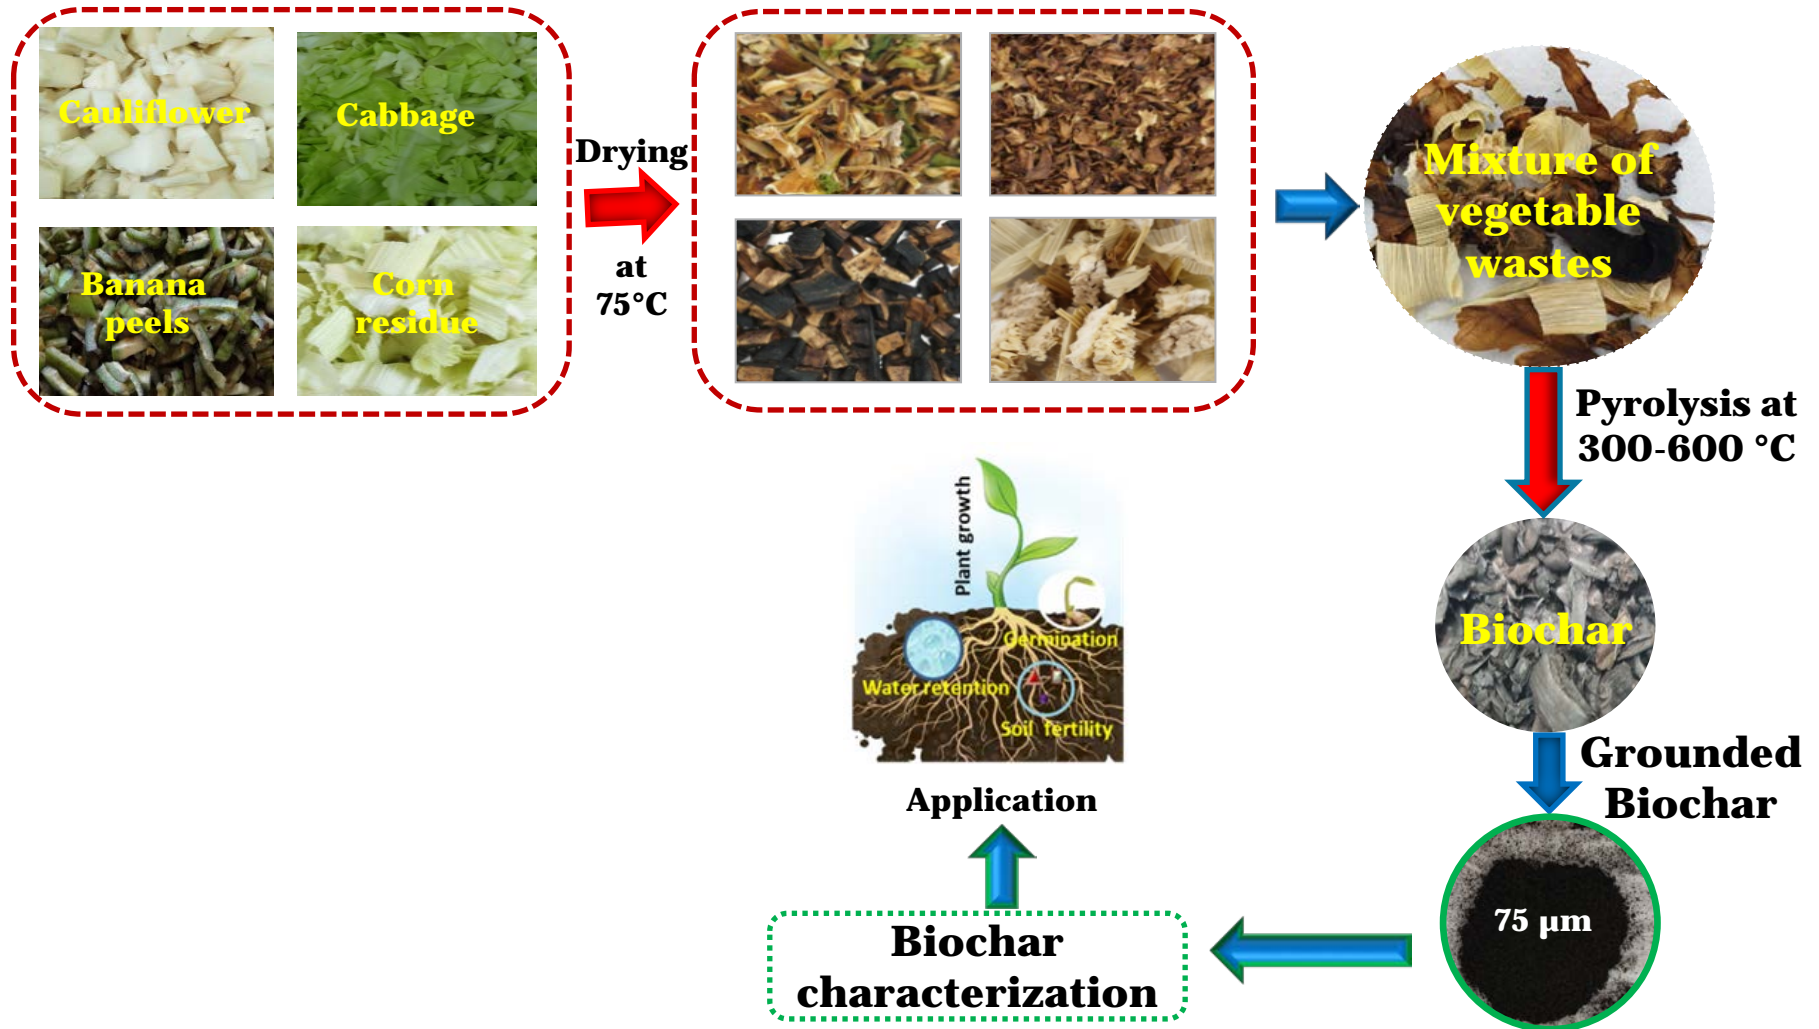 Cauliflower
Cabbage
Banana
peels
Corn
residue
Drying
at
75°C
Mixture of
vegetable
wastes
Pyrolysis at
300-600 °C
Biochar
Grounded
Biochar
75 µm
Biochar
characterization
Application
Plant growth
Germination
Water retention
Soil fertility